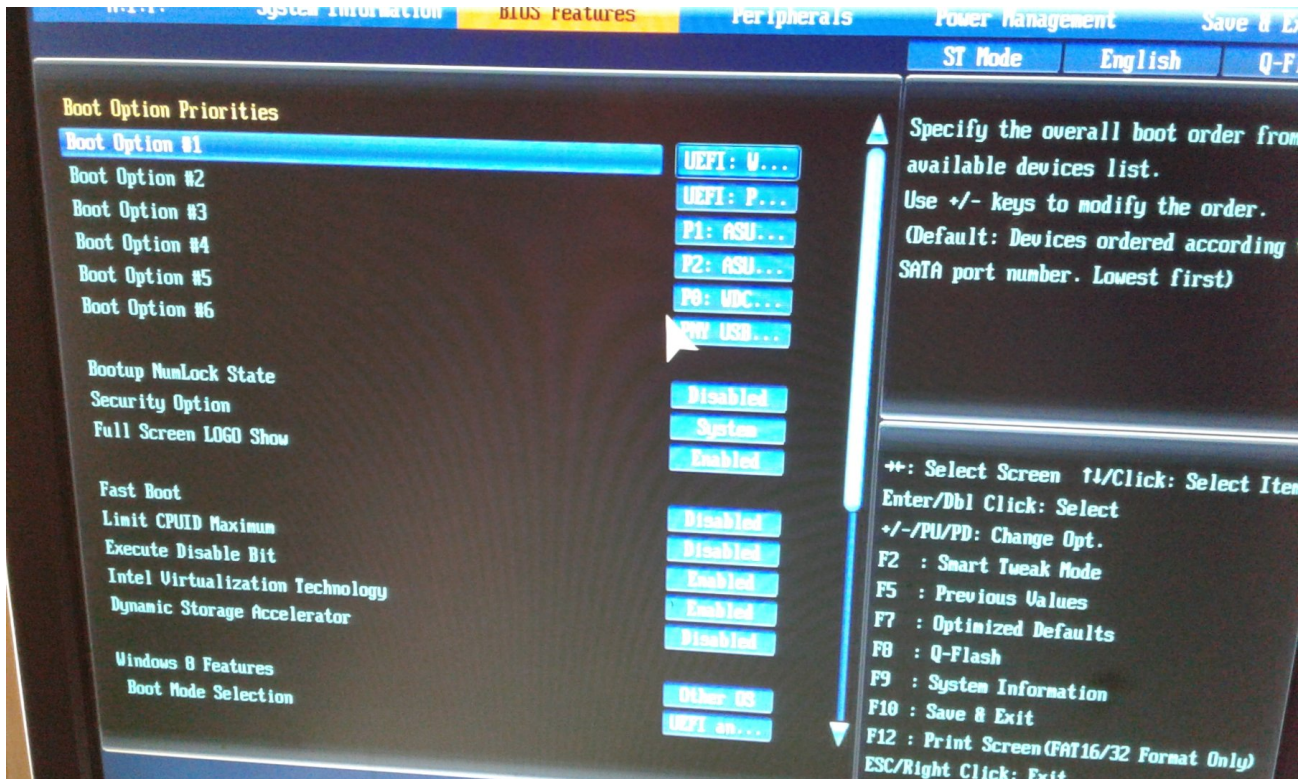 M.I.T. System Information BIOS Features Peripherals Power Management Save & Ex
ST Mode English Q-Fl
Boot Option Priorities
Boot Option #1 UEFI: W...
Boot Option #2 UEFI: P...
Boot Option #3 P1: ASU...
Boot Option #4 P2: ASU...
Boot Option #5 P0: WDC...
Boot Option #6 PNY USB...
Bootup NumLock State Disabled
Security Option System
Full Screen LOGO Show Enabled
Fast Boot Disabled
Limit CPUID Maximum Disabled
Execute Disable Bit Enabled
Intel Virtualization Technology Enabled
Dynamic Storage Accelerator Disabled
Windows 8 Features Other OS
Boot Mode Selection UEFI an...
Specify the overall boot order from
available devices list.
Use +/- keys to modify the order.
(Default: Devices ordered according
SATA port number. Lowest first)
→←: Select Screen ↑↓/Click: Select Item
Enter/Dbl Click: Select
+/-/PU/PD: Change Opt.
F2 : Smart Tweak Mode
F5 : Previous Values
F7 : Optimized Defaults
F8 : Q-Flash
F9 : System Information
F10 : Save & Exit
F12 : Print Screen(FAT16/32 Format Only)
ESC/Right Click: Exit